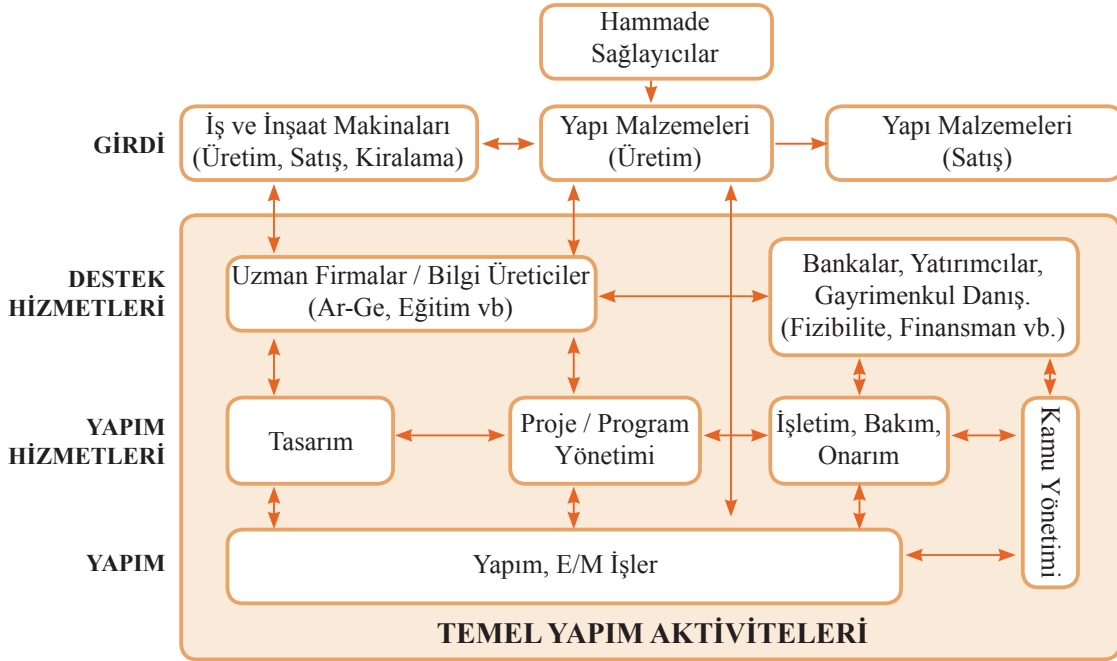 Hammade
Sağlayıcılar
GİRDİ
İş ve İnşaat Makinaları
(Üretim, Satış, Kiralama)
Yapı Malzemeleri
(Üretim)
Yapı Malzemeleri
(Satış)
DESTEK
HİZMETLERİ
Uzman Firmalar / Bilgi Üreticiler
(Ar-Ge, Eğitim vb)
Bankalar, Yatırımcılar,
Gayrimenkul Danış.
(Fizibilite, Finansman vb.)
YAPIM
HİZMETLERİ
Tasarım
Proje / Program
Yönetimi
İşletim, Bakım,
Onarım
Kamu Yönetimi
YAPIM
Yapım, E/M İşler
TEMEL YAPIM AKTİVİTELERİ